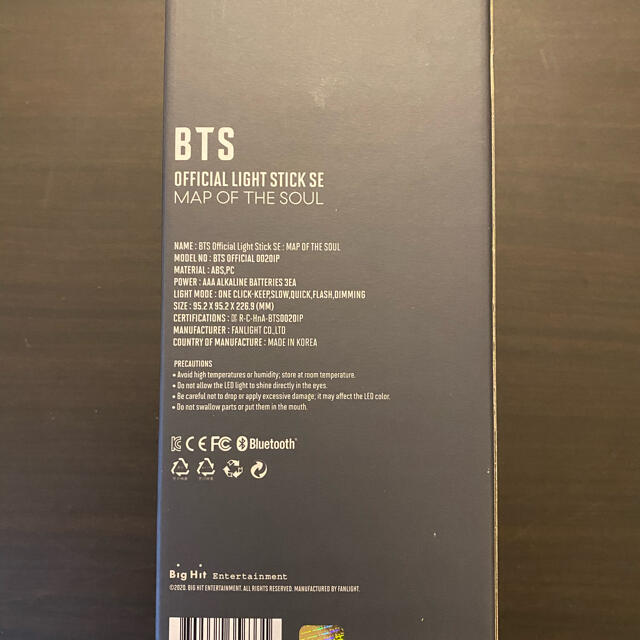 BTS
OFFICIAL LIGHT STICK SE
MAP OF THE SOUL
NAME : BTS Official Light Stick SE : MAP OF THE SOUL
MODEL NO : BTS OFFICIAL 0020IP
MATERIAL : ABS,PC
POWER : AAA ALKALINE BATTERIES 3EA
LIGHT MODE : ONE CLICK-KEEP,SLOW,QUICK,FLASH,DIMMING
SIZE : 95.2 X 95.2 X 226.9 (MM)
CERTIFICATIONS : R-C-HnA-BTS0020IP
MANUFACTURER : FANLIGHT CO.,LTD
COUNTRY OF MANUFACTURE : MADE IN KOREA
PRECAUTIONS
• Avoid high temperatures or humidity; store at room temperature.
• Do not allow the LED light to shine directly in the eyes.
• Be careful not to drop or apply excessive damage; it may affect the LED color.
• Do not swallow parts or put them in the mouth.
CE FC Bluetooth
Big Hit Entertainment
©2020. BIG HIT ENTERTAINMENT. ALL RIGHTS RESERVED. MANUFACTURED BY FANLIGHT.